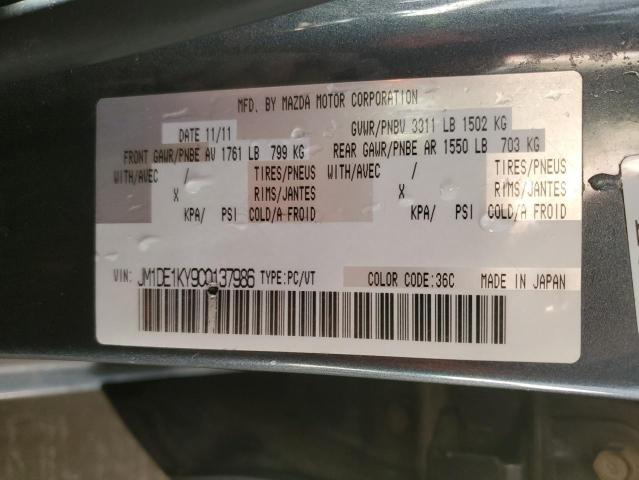 MFD. BY MAZDA MOTOR CORPORATION
DATE 11/11 GVWR/PNBV 3311 LB 1502 KG
FRONT GAWR/PNBE AV 1761 LB 799 KG REAR GAWR/PNBE AR 1550 LB 703 KG
WITH/AVEC / TIRES/PNEUS WITH/AVEC / TIRES/PNEUS
X RIMS/JANTES X RIMS/JANTES
KPA/ PSI COLD/A FROID KPA/ PSI COLD/A FROID
VIN: JM1DE1KY9C0137986 TYPE:PC/VT COLOR CODE:36C MADE IN JAPAN